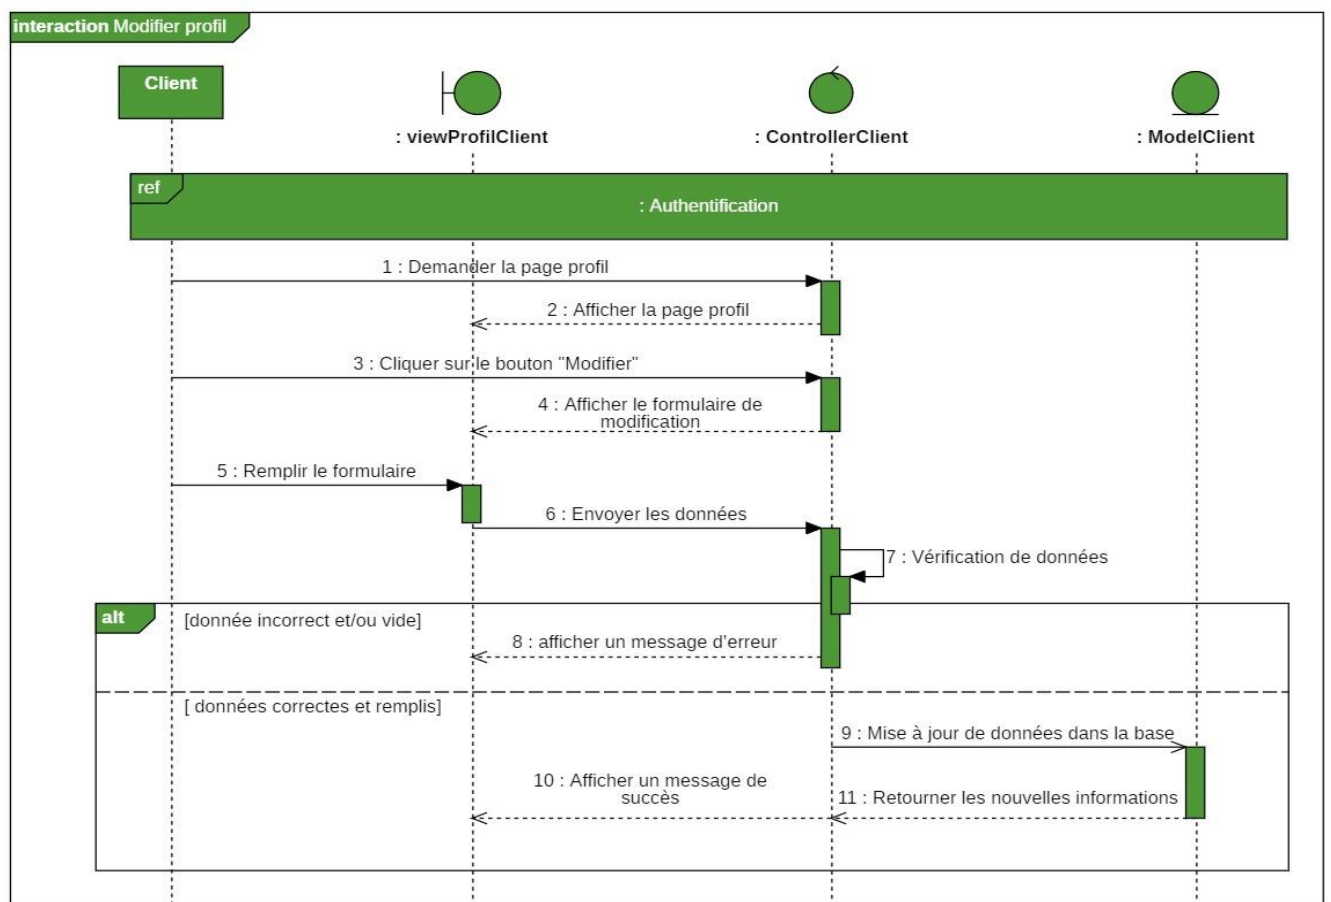 interaction Modifier profil
Client
: viewProfilClient
: ControllerClient
: ModelClient
ref
: Authentification
1 : Demander la page profil
2 : Afficher la page profil
3 : Cliquer sur le bouton "Modifier"
4 : Afficher le formulaire de
modification
5 : Remplir le formulaire
6 : Envoyer les données
7 : Vérification de données
alt
[donnée incorrect et/ou vide]
8 : afficher un message d'erreur
[ données correctes et remplis]
9 : Mise à jour de données dans la base
10 : Afficher un message de
succès
11 : Retourner les nouvelles informations